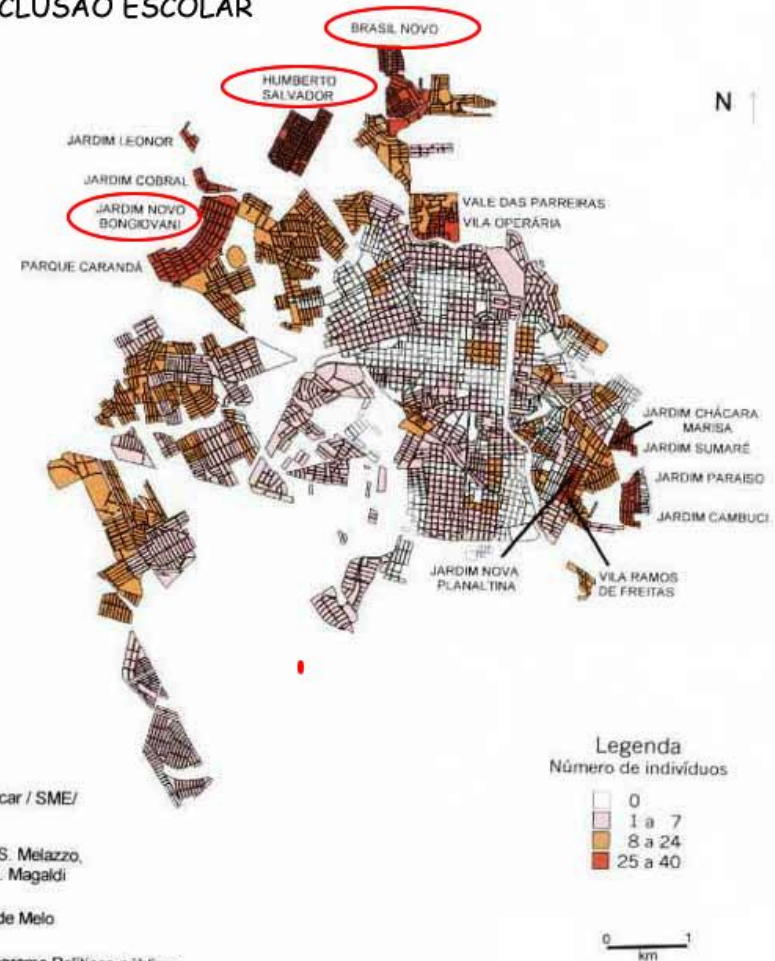 CLUSÃO ESCOLAR
BRASIL NOVO
HUMBERTO
SALVADOR
N
JARDIM LEONOR
JARDIM COBRAL
JARDIM NOVO
BONGIOVANI
VALE DAS PARREIRAS
VILA OPERÁRIA
PARQUE CARANDÁ
JARDIM CHÁCARA
MARISA
JARDIM SUMARÉ
JARDIM PARAISO
JARDIM CAMBUCI
JARDIM NOVA
PLANALTINA
VILA RAMOS
DE FREITAS
Legenda
Número de indivíduos
0
1 a 7
8 a 24
25 a 40
car / SME/
S. Melazzo,
. Magaldi
de Melo
0 1
km